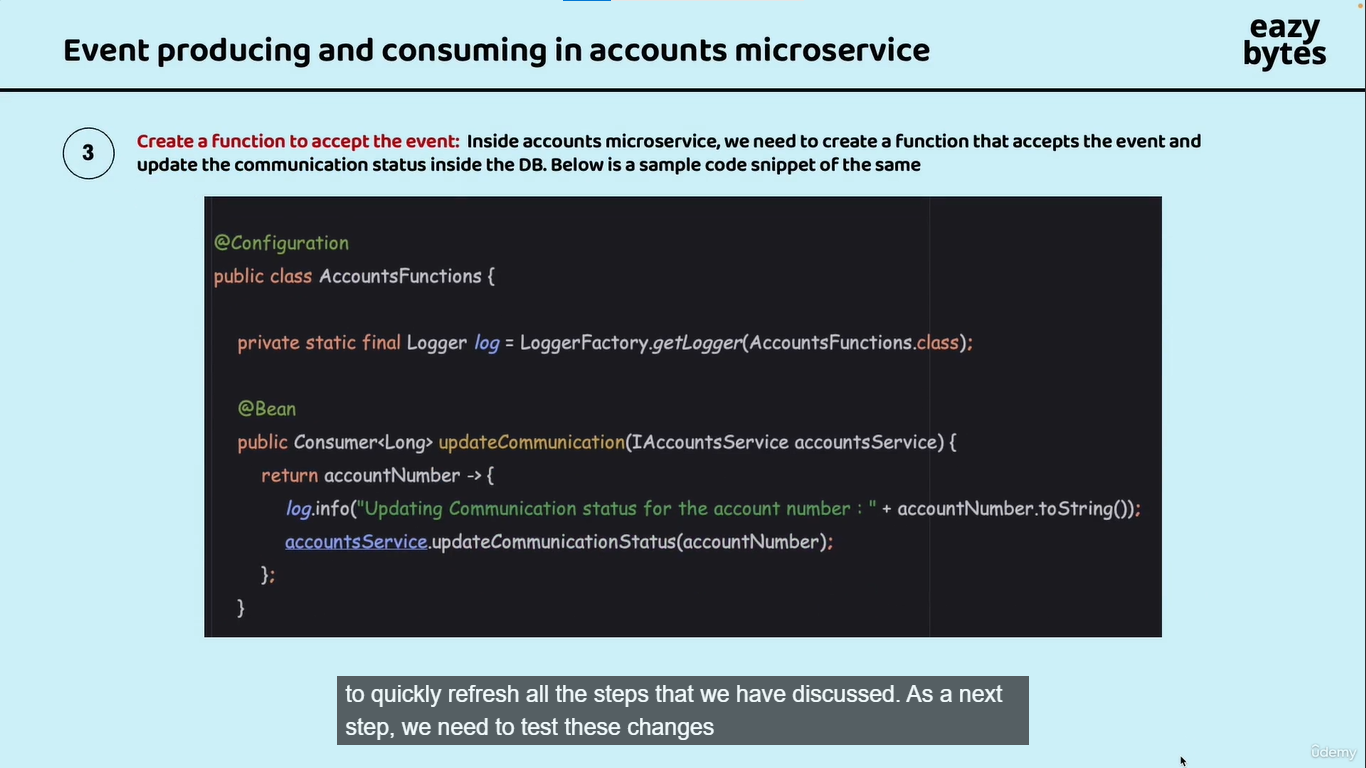 Event producing and consuming in accounts microservice
eazy
bytes
3
Create a function to accept the event: Inside accounts microservice, we need to create a function that accepts the event and
update the communication status inside the DB. Below is a sample code snippet of the same
@Configuration
public class AccountsFunctions {
private static final Logger log = LoggerFactory.getLogger(AccountsFunctions.class);
@Bean
public Consumer<Long> updateCommunication(IAccountsService accountsService) {
return accountNumber -> {
log.info("Updating Communication status for the account number : " + accountNumber.toString());
accountsService.updateCommunicationStatus(accountNumber);
};
}
to quickly refresh all the steps that we have discussed. As a next
step, we need to test these changes
ûdemy